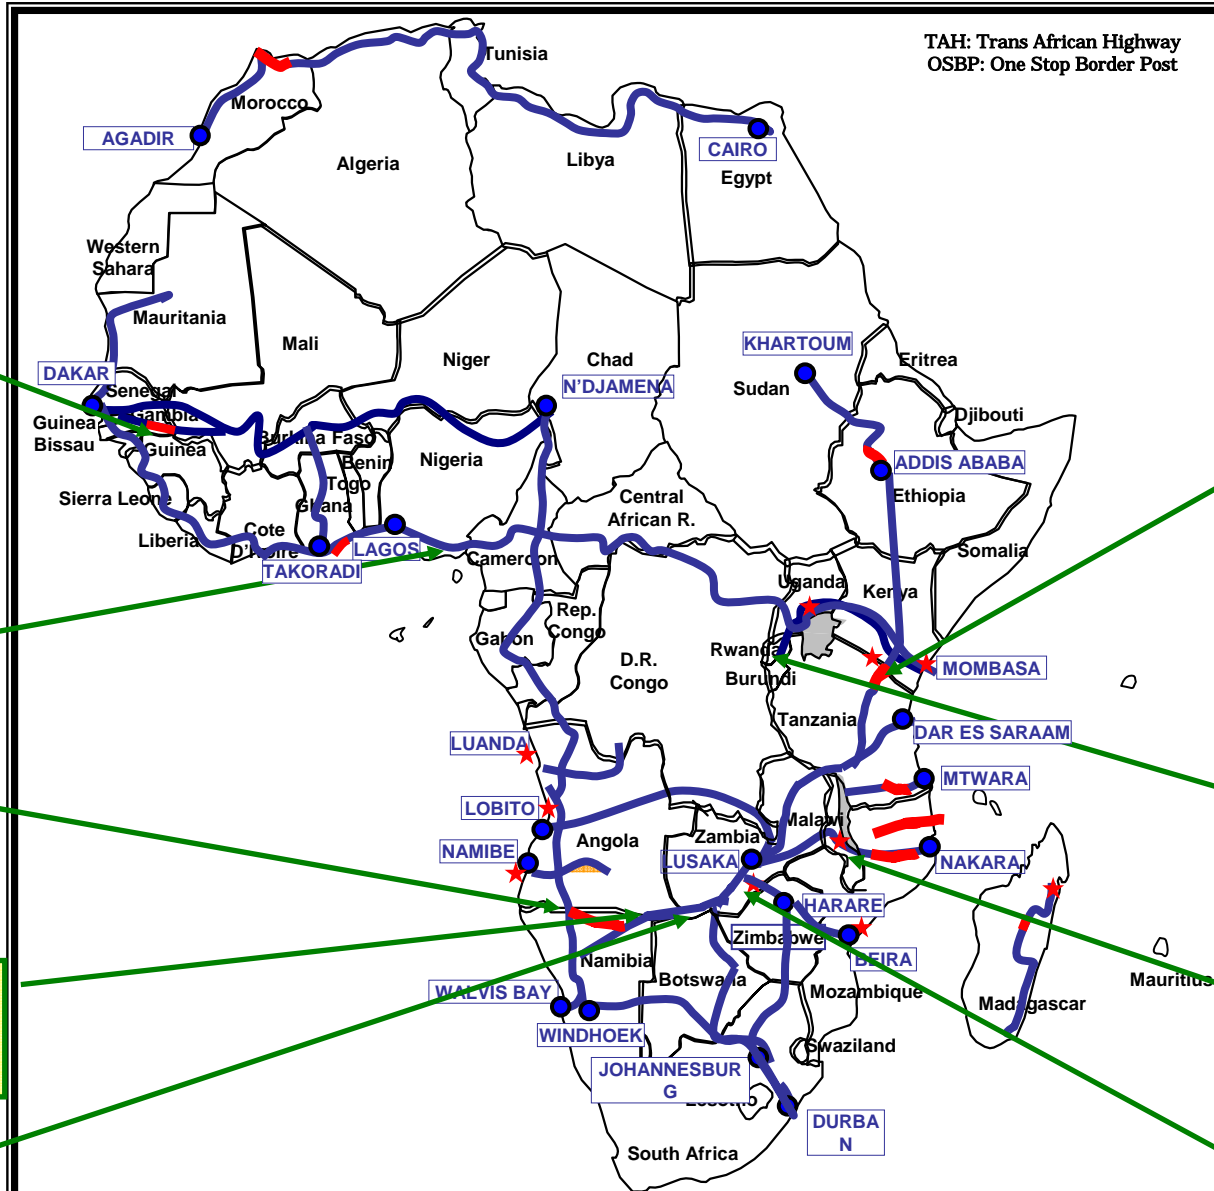 TAH: Trans African Highway
OSBP: One Stop Border Post
Tunisia
Morocco
AGADIR
Algeria
Libya
CAIRO
Egypt
Western
Sahara
Mauritania
Mali
Niger
Chad
N'DJAMENA
KHARTOUM
Sudan
Eritrea
Djibouti
DAKAR
Senegal
Gambia
Guinea
Bissau
Guinea
Burkina Faso
Benin
Togo
Ghana
Nigeria
Sierra Leone
Liberia
Cote
D'Ivoire
TAKORADI
LAGOS
Cameroon
Central
African R.
ADDIS ABABA
Ethiopia
Somalia
Uganda
Kenya
Rep.
Congo
Gabon
D.R.
Congo
Rwanda
Burundi
MOMBASA
Tanzania
DAR ES SARAAM
LUANDA
MTWARA
LOBITO
Angola
Zambia
Malawi
NAMIBE
LUSAKA
NAKARA
HARARE
Zimbabwe
BEIRA
Namibia
Botswana
Mozambique
Mauritius
Madagascar
WALVIS BAY
WINDHOEK
Swaziland
JOHANNESBUR
G
Lesotho
DURBA
N
South Africa